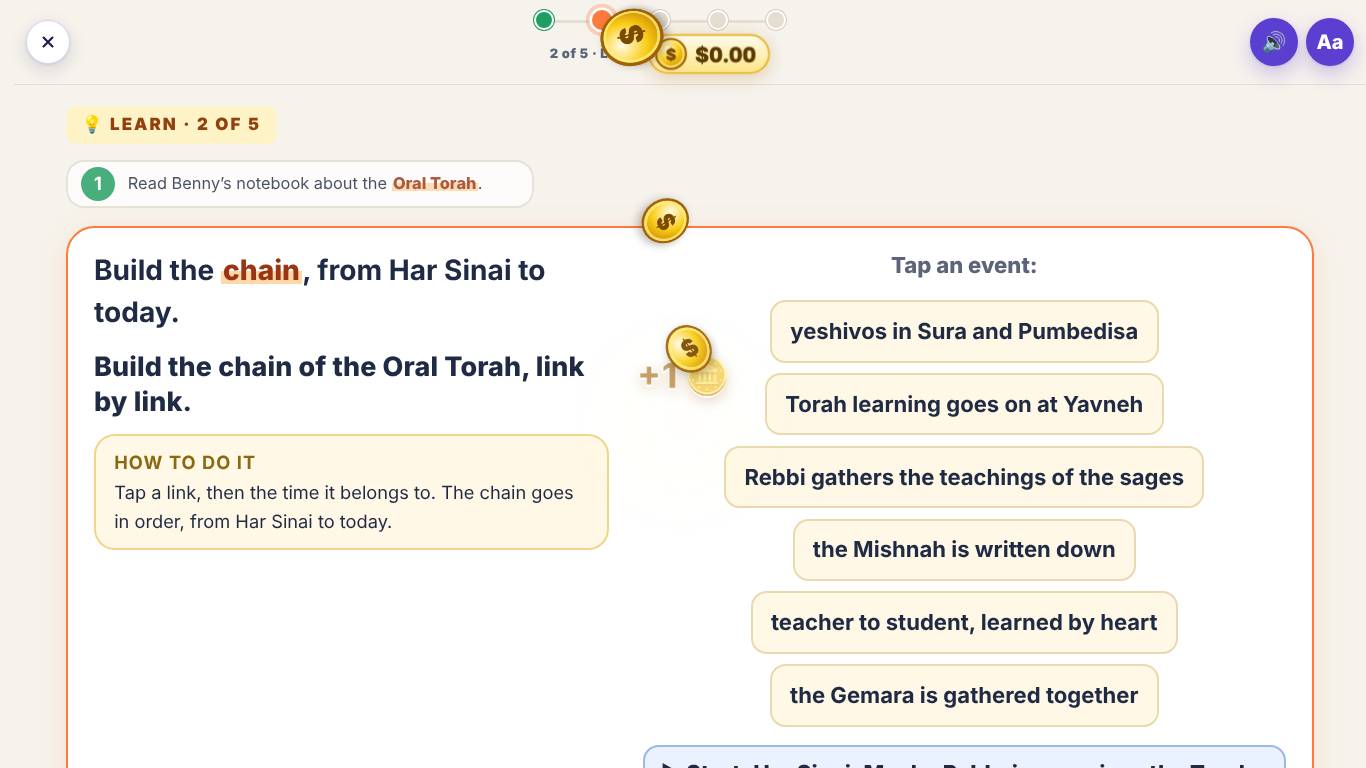 ×
2 of 5 ·
$0.00
🔊
Aa
💡 LEARN · 2 OF 5
1 Read Benny's notebook about the Oral Torah.
Build the chain, from Har Sinai to
today.
Build the chain of the Oral Torah, link
by link.
HOW TO DO IT
Tap a link, then the time it belongs to. The chain goes
in order, from Har Sinai to today.
+1
Tap an event:
yeshivos in Sura and Pumbedisa
Torah learning goes on at Yavneh
Rebbi gathers the teachings of the sages
the Mishnah is written down
teacher to student, learned by heart
the Gemara is gathered together